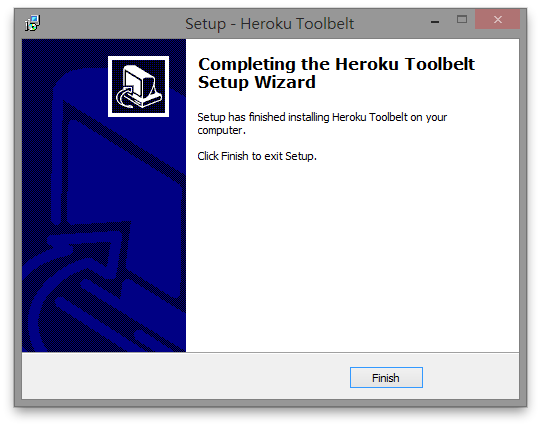 Setup - Heroku Toolbelt
Completing the Heroku Toolbelt
Setup Wizard
Setup has finished installing Heroku Toolbelt on your
computer.
Click Finish to exit Setup.
Finish